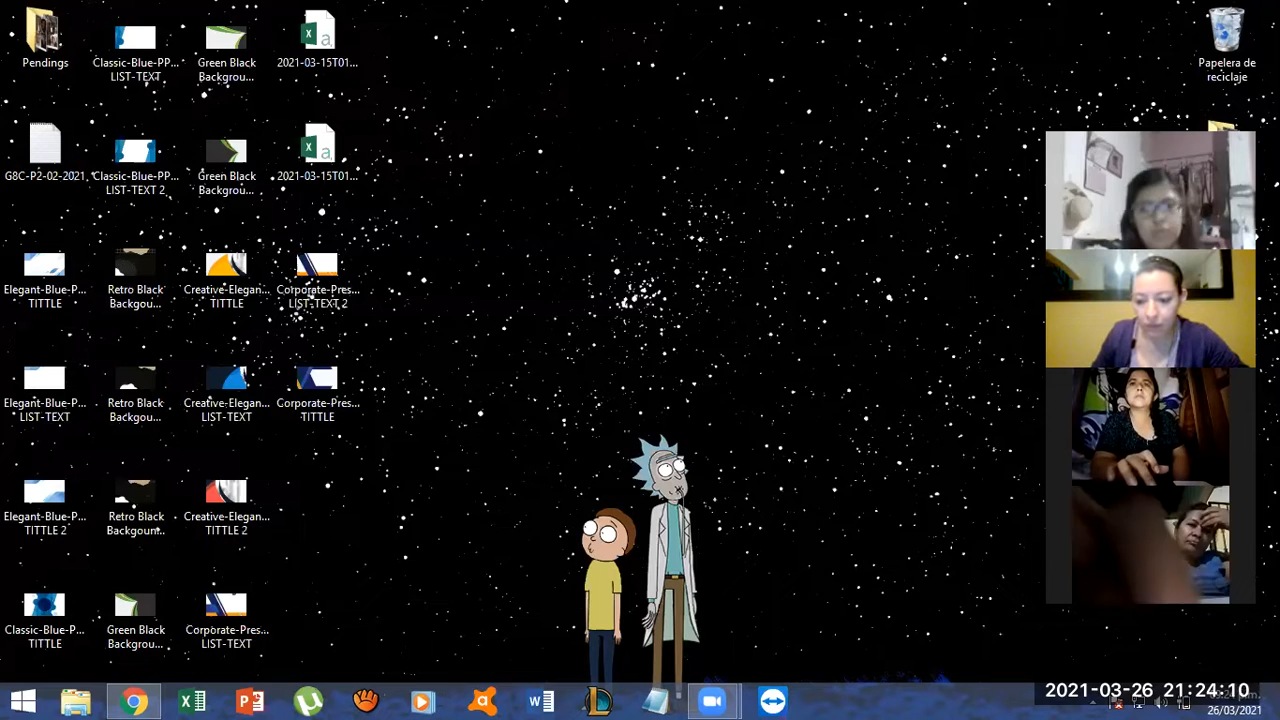 Pendings
Classic-Blue-PP...
LIST-TEXT
Green Black
Backgrou...
2021-03-15T01...
Papelera de
reciclaje
G8C-P2-02-2021
Classic-Blue-PP...
LIST-TEXT 2
Green Black
Backgrou...
2021-03-15T01...
Elegant-Blue-P...
TITTLE
Retro Black
Backgou...
Creative-Elegan...
TITTLE
Corporate-Pres...
LIST-TEXT 2
Elegant-Blue-P...
LIST-TEXT
Retro Black
Backgou...
Creative-Elegan...
LIST-TEXT
Corporate-Pres...
TITTLE
Elegant-Blue-P...
TITTLE 2
Retro Black
Backgoun...
Creative-Elegan...
TITTLE 2
Classic-Blue-P...
TITTLE
Green Black
Backgrou...
Corporate-Pres...
LIST-TEXT
2021-03-26 21:24:10
26/03/2021